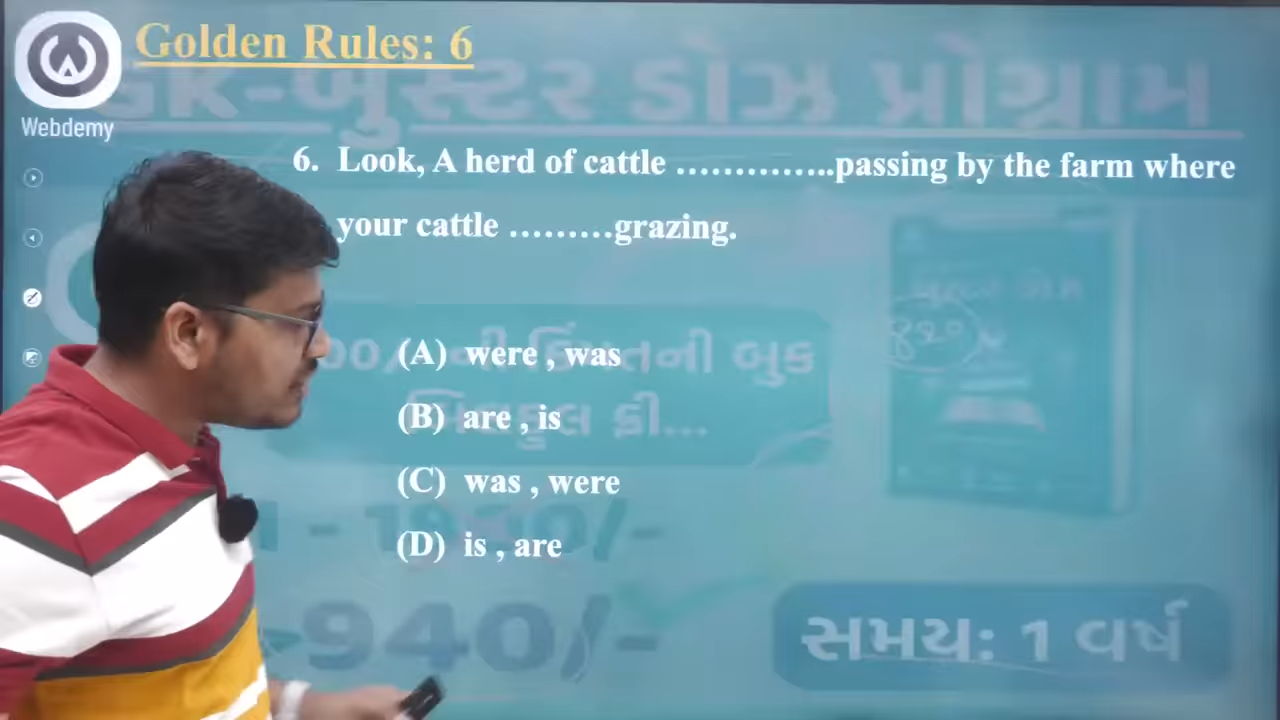 Golden Rules: 6
Webdemy
GK-બુસ્ટર ડોઝ પ્રોગ્રામ
6. Look, A herd of cattle …………..passing by the farm where
your cattle ………grazing.
(A) were , was
(B) are , is
(C) was , were
(D) is , are
બુક
ફ્રી...
940/-
સમય: 1 વર્ષ